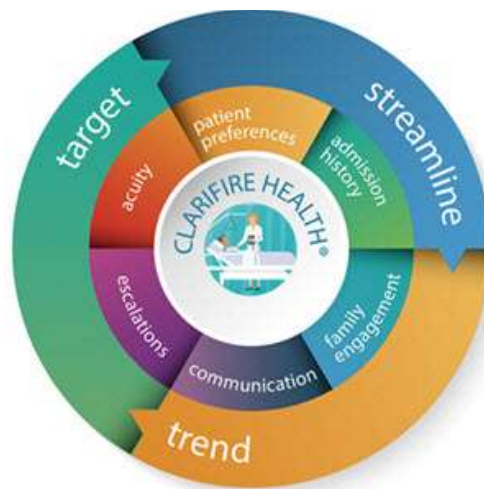 target
streamline
trend
patient
preferences
admission
history
family
engagement
communication
escalations
acuity
CLARIFIRE HEALTH®